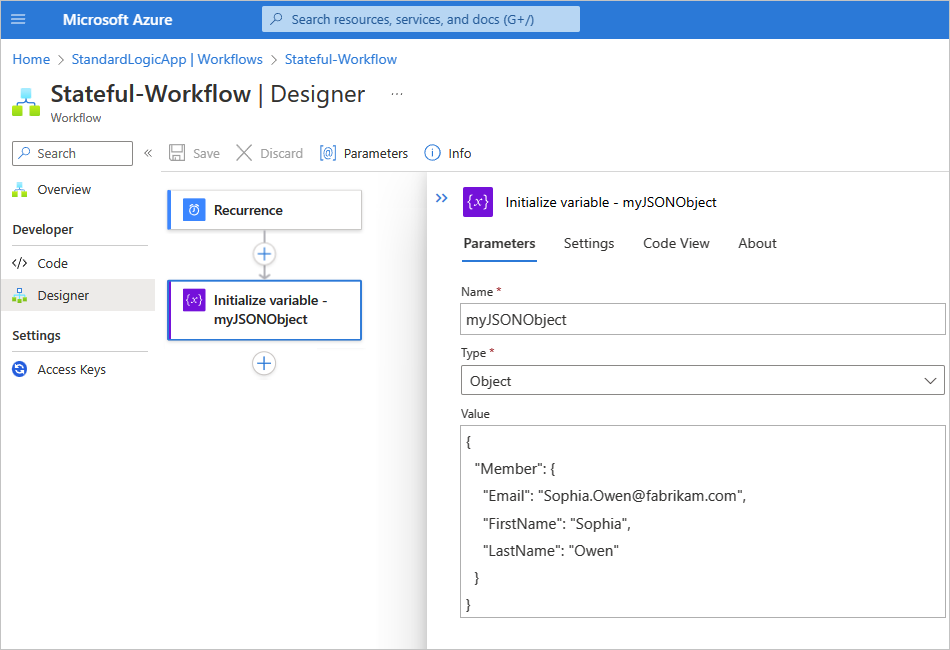 Microsoft Azure
Search resources, services, and docs (G+/)
Home > StandardLogicApp | Workflows > Stateful-Workflow
Stateful-Workflow | Designer ...
Workflow
Search
«
Save
Discard
[@] Parameters
Info
Overview
Developer
</> Code
Designer
Settings
Access Keys
Recurrence
{x} Initialize variable -
myJSONObject
»
{x} Initialize variable - myJSONObject
Parameters
Settings
Code View
About
Name *
myJSONObject
Type *
Object
Value
{
"Member": {
"Email": "Sophia.Owen@fabrikam.com",
"FirstName": "Sophia",
"LastName": "Owen"
}
}